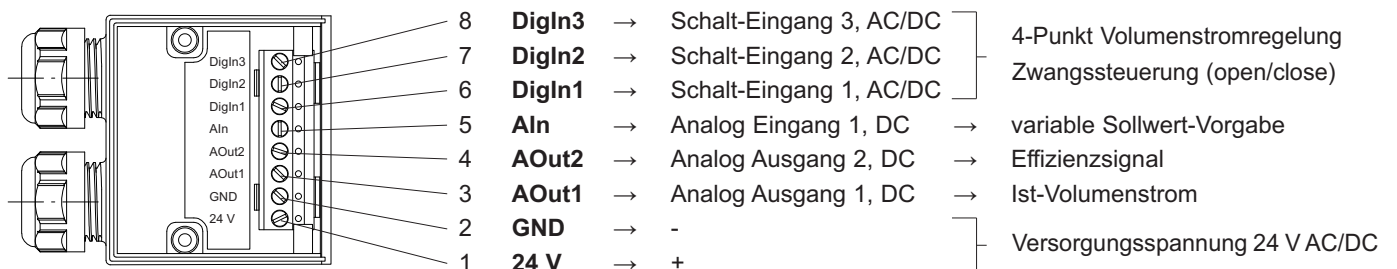 DigIn3
DigIn2
DigIn1
AIn
AOut2
AOut1
GND
24 V
8 DigIn3 → Schalt-Eingang 3, AC/DC
7 DigIn2 → Schalt-Eingang 2, AC/DC
6 DigIn1 → Schalt-Eingang 1, AC/DC
4-Punkt Volumenstromregelung
Zwangssteuerung (open/close)
5 AIn → Analog Eingang 1, DC → variable Sollwert-Vorgabe
4 AOut2 → Analog Ausgang 2, DC → Effizienzsignal
3 AOut1 → Analog Ausgang 1, DC → Ist-Volumenstrom
2 GND → -
1 24 V → +
Versorgungsspannung 24 V AC/DC